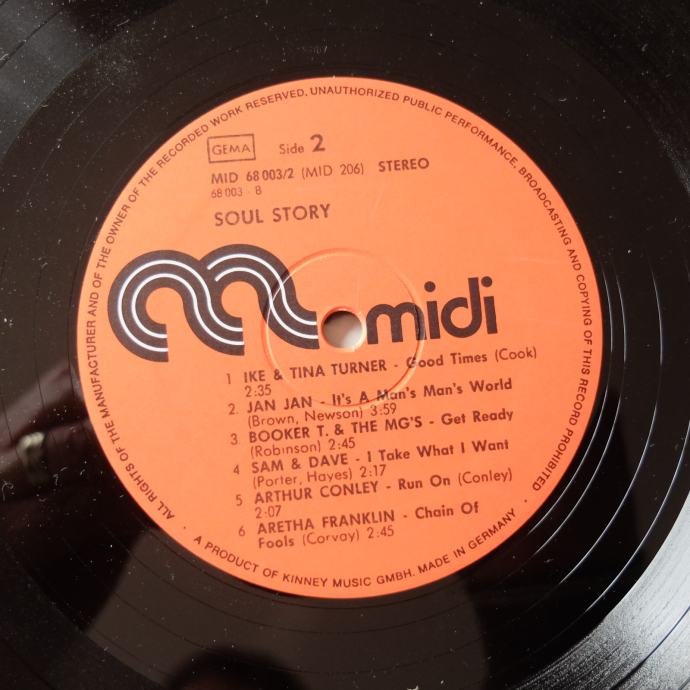 ALL RIGHTS OF THE MANUFACTURER AND OF THE OWNER OF THE RECORDED WORK RESERVED. UNAUTHORIZED PUBLIC PERFORMANCE, BROADCASTING AND COPYING OF THIS RECORD PROHIBITED
GEMA Side 2
MID 68 003/2 (MID 206) STEREO
68 003 - B
SOUL STORY
midi
1 IKE & TINA TURNER - Good Times (Cook)
2:35
2. JAN JAN - It's A Man's Man's World
(Brown, Newson) 3:59
3 BOOKER T. & THE MG'S - Get Ready
(Robinson) 2:45
4 SAM & DAVE - I Take What I Want
(Porter, Hayes) 2:17
5 ARTHUR CONLEY - Run On (Conley)
2:07
6 ARETHA FRANKLIN - Chain Of
Fools (Corvay) 2:45
· A PRODUCT OF KINNEY MUSIC GMBH. MADE IN GERMANY ·